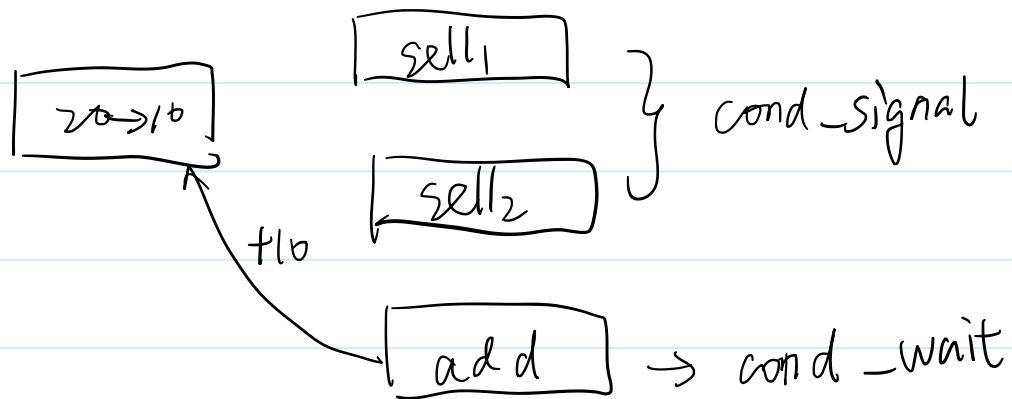 sell₁
20→10
cond_signal
sell₂
+10
add → cond_wait